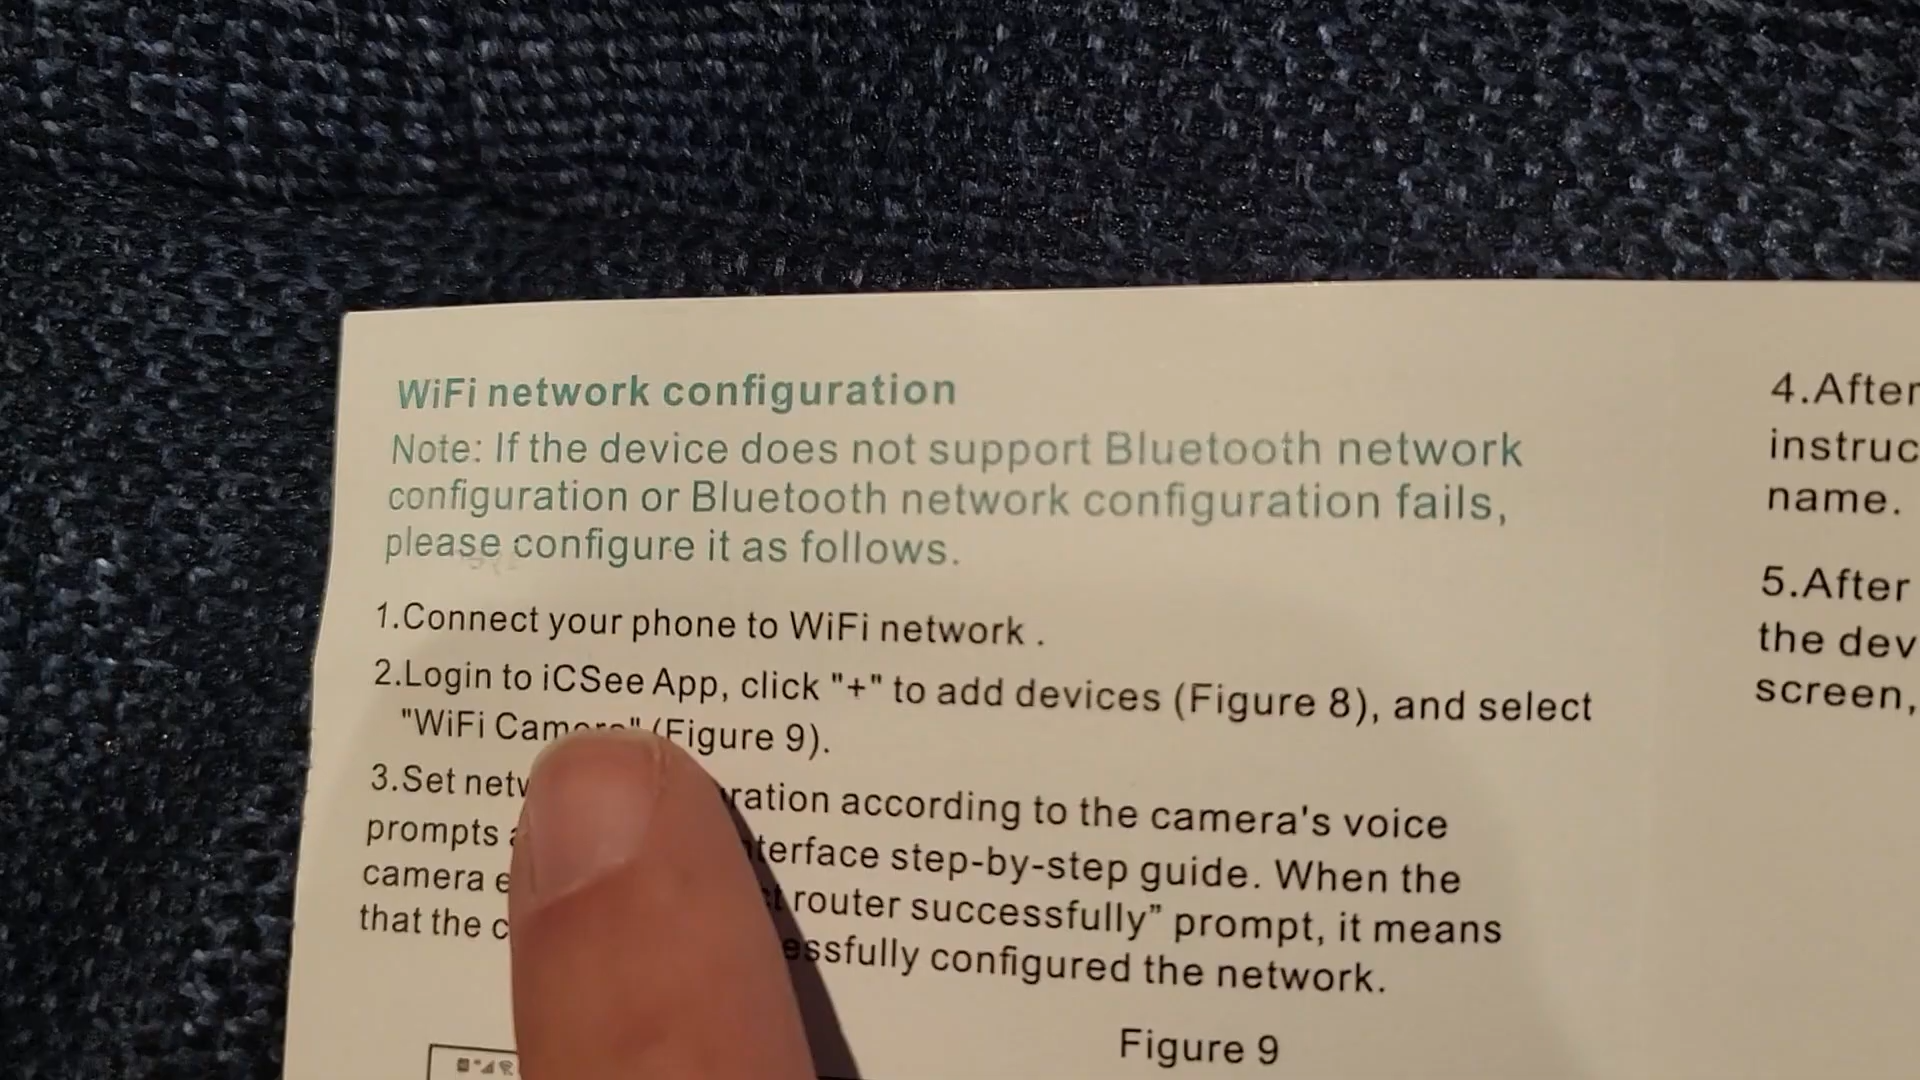 WiFi network configuration
Note: If the device does not support Bluetooth network
configuration or Bluetooth network configuration fails,
please configure it as follows.
1.Connect your phone to WiFi network .
2.Login to iCSee App, click "+" to add devices (Figure 8), and select
"WiFi Camera" (Figure 9).
3.Set according to the camera's voice
prompts step-by-step guide. When the
camera router successfully” prompt, it means
that the configured the network.
Figure 9
4.After
name.
5.After
the
screen,